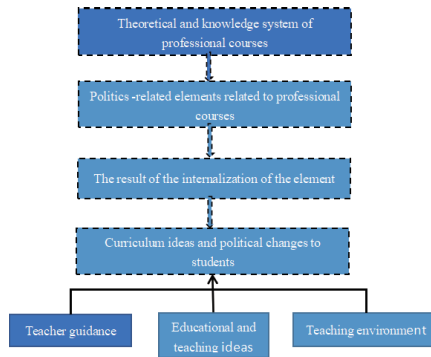 Theoretical and knowledge system of
professional courses
Politics-related elements related to professional
courses
The result of the internalization of the element
Curriculum ideas and political changes to
students
Teacher guidance
Educational and
teaching ideas
Teaching environment